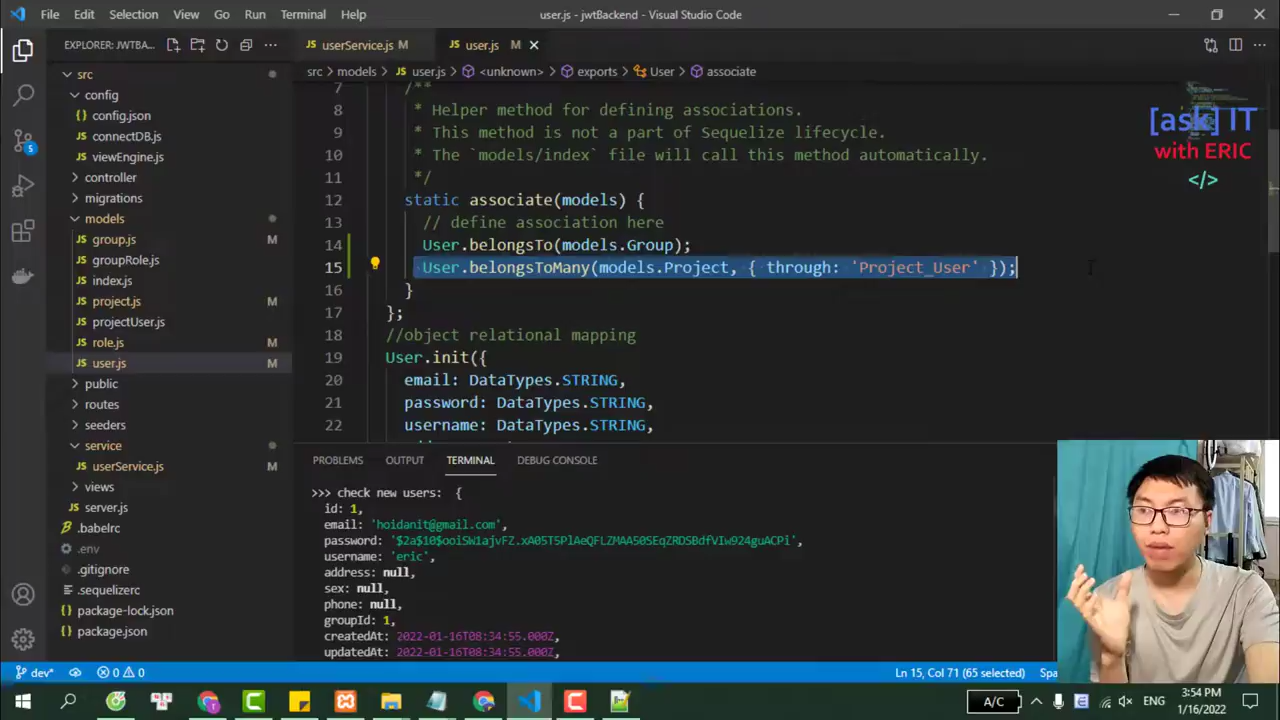 File Edit Selection View Go Run Terminal Help
user.js - jwtBackend - Visual Studio Code
EXPLORER: JWTBA...
userService.js M
user.js M
src > models > user.js > <unknown> > exports > User > associate
src
config
config.json
connectDB.js
viewEngine.js
controller
migrations
models
group.js M
groupRole.js
index.js
project.js M
projectUser.js
role.js M
user.js M
public
routes
seeders
service
userService.js M
views
server.js
.babelrc
.env
.gitignore
.sequelizerc
package-lock.json
package.json
5
7 /**
8 * Helper method for defining associations.
9 * This method is not a part of Sequelize lifecycle.
10 * The `models/index` file will call this method automatically.
11 */
12 static associate(models) {
13 // define association here
14 User.belongsTo(models.Group);
15 User.belongsToMany(models.Project, { through: 'Project_User' });
16 }
17 };
18 //object relational mapping
19 User.init({
20 email: DataTypes.STRING,
21 password: DataTypes.STRING,
22 username: DataTypes.STRING,
[ask] IT
with ERIC
</>
PROBLEMS OUTPUT TERMINAL DEBUG CONSOLE
>>> check new users: {
id: 1,
email: 'hoidanit@gmail.com',
password: '$2a$10$ooiSW1ajvFZ.xA05T5PlAeQFLZMAA50SEqZRDSBdfVIw924guACPi',
username: 'eric',
address: null,
sex: null,
phone: null,
groupId: 1,
createdAt: 2022-01-16T08:34:55.000Z,
updatedAt: 2022-01-16T08:34:55.000Z,
dev* 0 0
Ln 15, Col 71 (65 selected) Spa
A/C
ENG
3:54 PM
1/16/2022